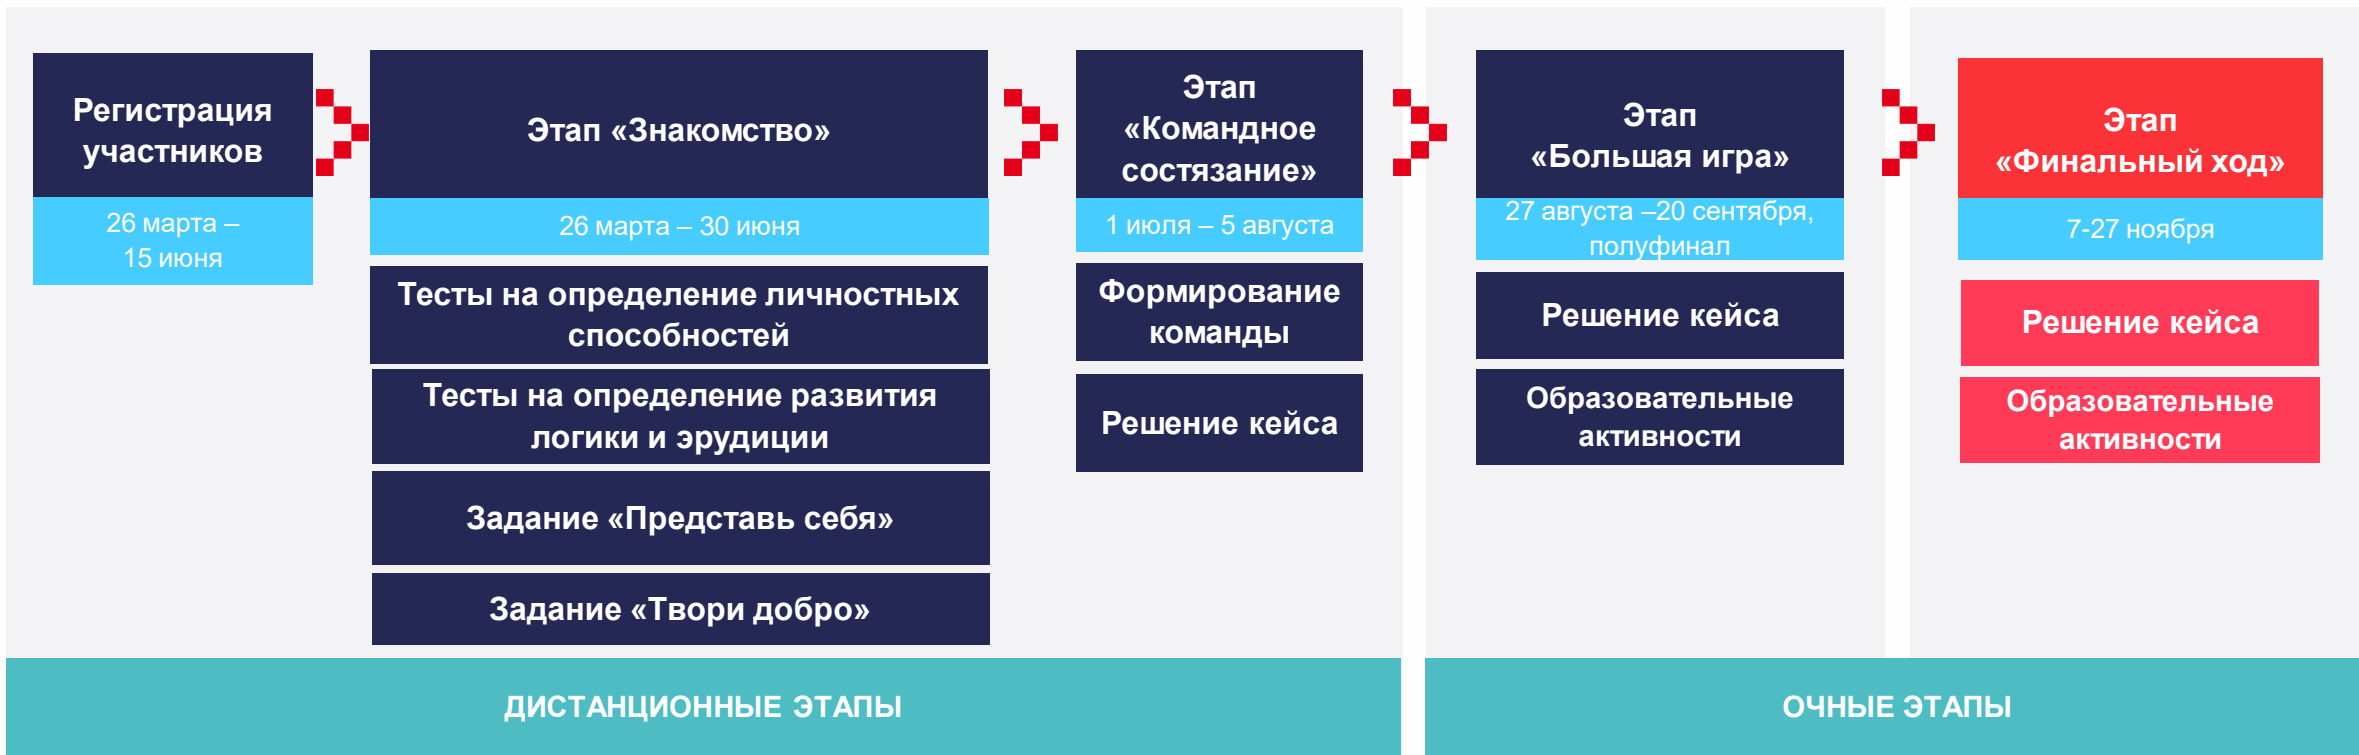 Регистрация
участников
26 марта –
15 июня
Этап «Знакомство»
26 марта – 30 июня
Тесты на определение личностных
способностей
Тесты на определение развития
логики и эрудиции
Задание «Представь себя»
Задание «Твори добро»
Этап
«Командное
состязание»
1 июля – 5 августа
Формирование
команды
Решение кейса
Этап
«Большая игра»
27 августа –20 сентября,
полуфинал
Решение кейса
Образовательные
активности
Этап
«Финальный ход»
7-27 ноября
Решение кейса
Образовательные
активности
ДИСТАНЦИОННЫЕ ЭТАПЫ
ОЧНЫЕ ЭТАПЫ